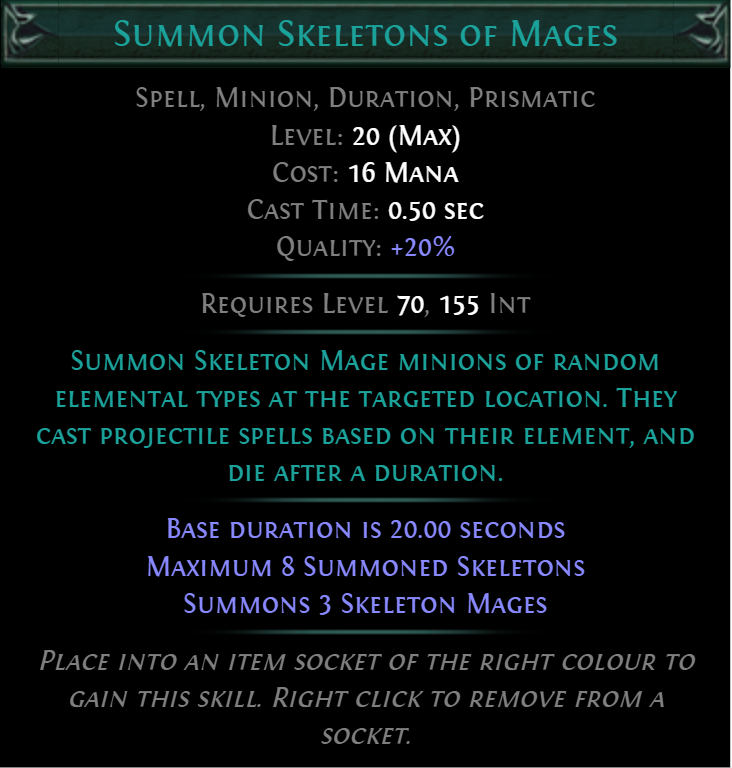 Summon Skeletons of Mages
Spell, Minion, Duration, Prismatic
Level: 20 (Max)
Cost: 16 Mana
Cast Time: 0.50 sec
Quality: +20%
Requires Level 70, 155 Int
Summon Skeleton Mage minions of random
elemental types at the targeted location. They
cast projectile spells based on their element, and
die after a duration.
Base duration is 20.00 seconds
Maximum 8 Summoned Skeletons
Summons 3 Skeleton Mages
Place into an item socket of the right colour to
gain this skill. Right click to remove from a
socket.